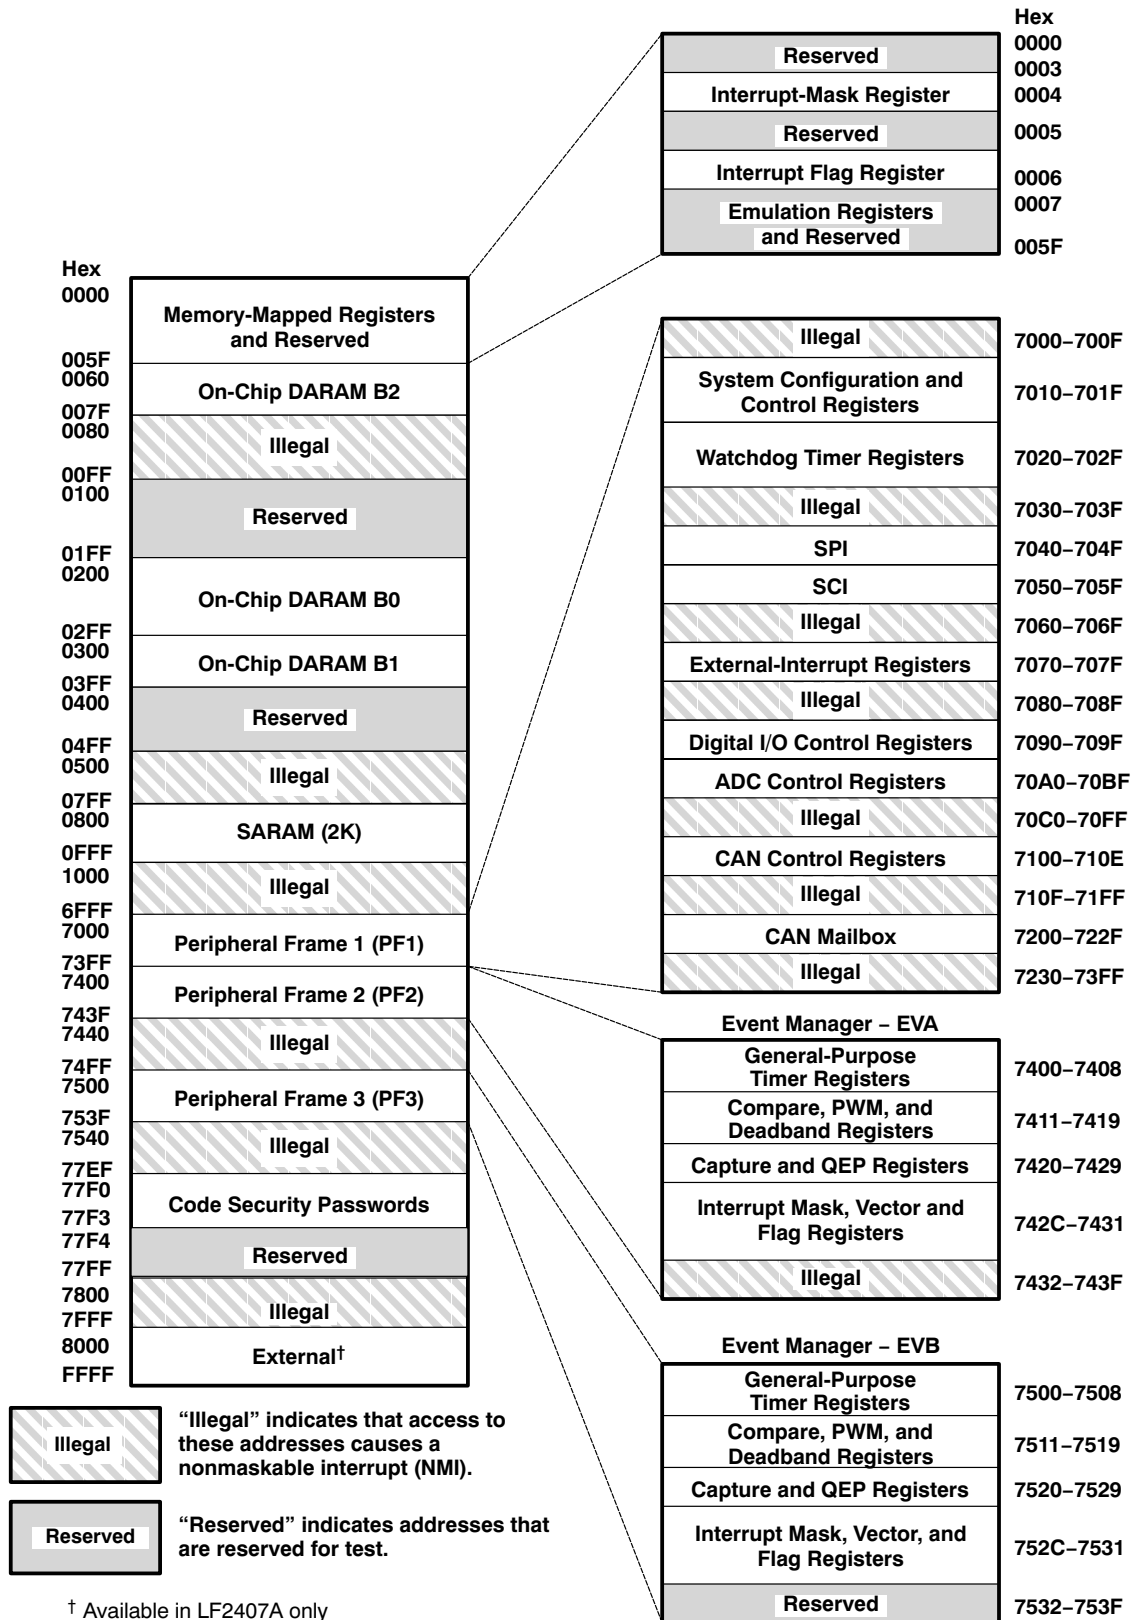 Hex
0000
Reserved
0003
Interrupt-Mask Register
0004
Reserved
0005
Interrupt Flag Register
0006
0007
Emulation Registers
and Reserved
005F
Hex
0000
Memory-Mapped Registers
and Reserved
005F
0060
On-Chip DARAM B2
007F
0080
Illegal
00FF
0100
Reserved
01FF
0200
On-Chip DARAM B0
02FF
0300
On-Chip DARAM B1
03FF
0400
Reserved
04FF
0500
Illegal
07FF
0800
SARAM (2K)
0FFF
1000
Illegal
6FFF
7000
Peripheral Frame 1 (PF1)
73FF
7400
Peripheral Frame 2 (PF2)
743F
7440
Illegal
74FF
7500
Peripheral Frame 3 (PF3)
753F
7540
Illegal
77EF
77F0
Code Security Passwords
77F3
77F4
Reserved
77FF
7800
Illegal
7FFF
8000
External†
FFFF
Illegal 7000–700F
System Configuration and
Control Registers 7010–701F
Watchdog Timer Registers 7020–702F
Illegal 7030–703F
SPI 7040–704F
SCI 7050–705F
Illegal 7060–706F
External-Interrupt Registers 7070–707F
Illegal 7080–708F
Digital I/O Control Registers 7090–709F
ADC Control Registers 70A0–70BF
Illegal 70C0–70FF
CAN Control Registers 7100–710E
Illegal 710F–71FF
CAN Mailbox 7200–722F
Illegal 7230–73FF
Event Manager – EVA
General-Purpose
Timer Registers 7400–7408
Compare, PWM, and
Deadband Registers 7411–7419
Capture and QEP Registers 7420–7429
Interrupt Mask, Vector and
Flag Registers 742C–7431
Illegal 7432–743F
Event Manager – EVB
General-Purpose
Timer Registers 7500–7508
Compare, PWM, and
Deadband Registers 7511–7519
Capture and QEP Registers 7520–7529
Interrupt Mask, Vector, and
Flag Registers 752C–7531
Reserved 7532–753F
Illegal
“Illegal” indicates that access to
these addresses causes a
nonmaskable interrupt (NMI).
Reserved
“Reserved” indicates addresses that
are reserved for test.
† Available in LF2407A only